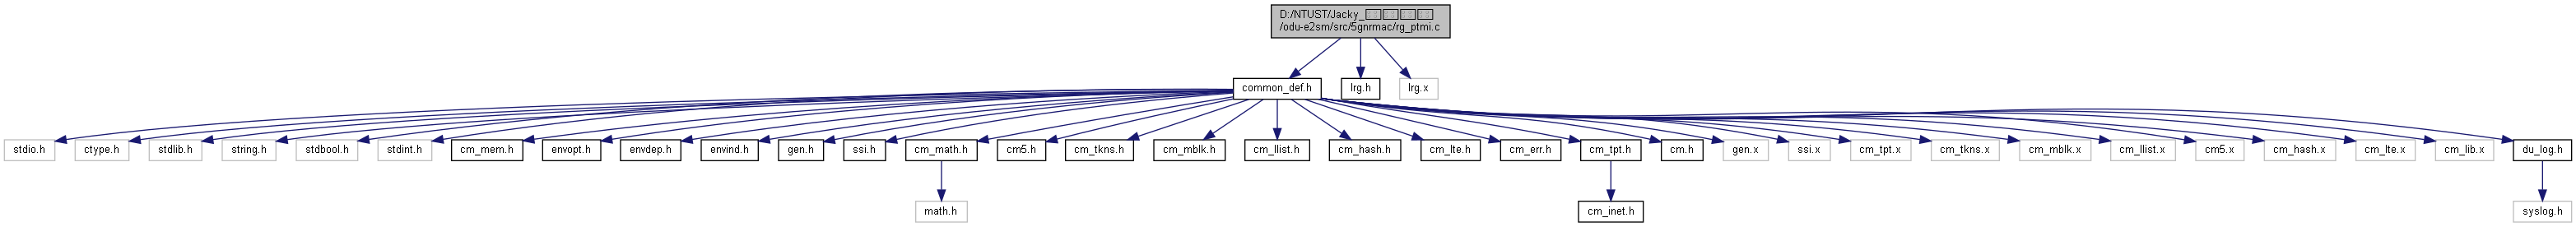 D:/NTUST/Jacky_
/odu-e2sm/src/5gnrmac/rg_ptmi.c
common_def.h
lrg.h
lrg.x
stdio.h
ctype.h
stdlib.h
string.h
stdbool.h
stdint.h
cm_mem.h
envopt.h
envdep.h
envind.h
gen.h
ssi.h
cm_math.h
cm5.h
cm_tkns.h
cm_mblk.h
cm_llist.h
cm_hash.h
cm_lte.h
cm_err.h
cm_tpt.h
cm.h
gen.x
ssi.x
cm_tpt.x
cm_tkns.x
cm_mblk.x
cm_llist.x
cm5.x
cm_hash.x
cm_lte.x
cm_lib.x
du_log.h
math.h
cm_inet.h
syslog.h